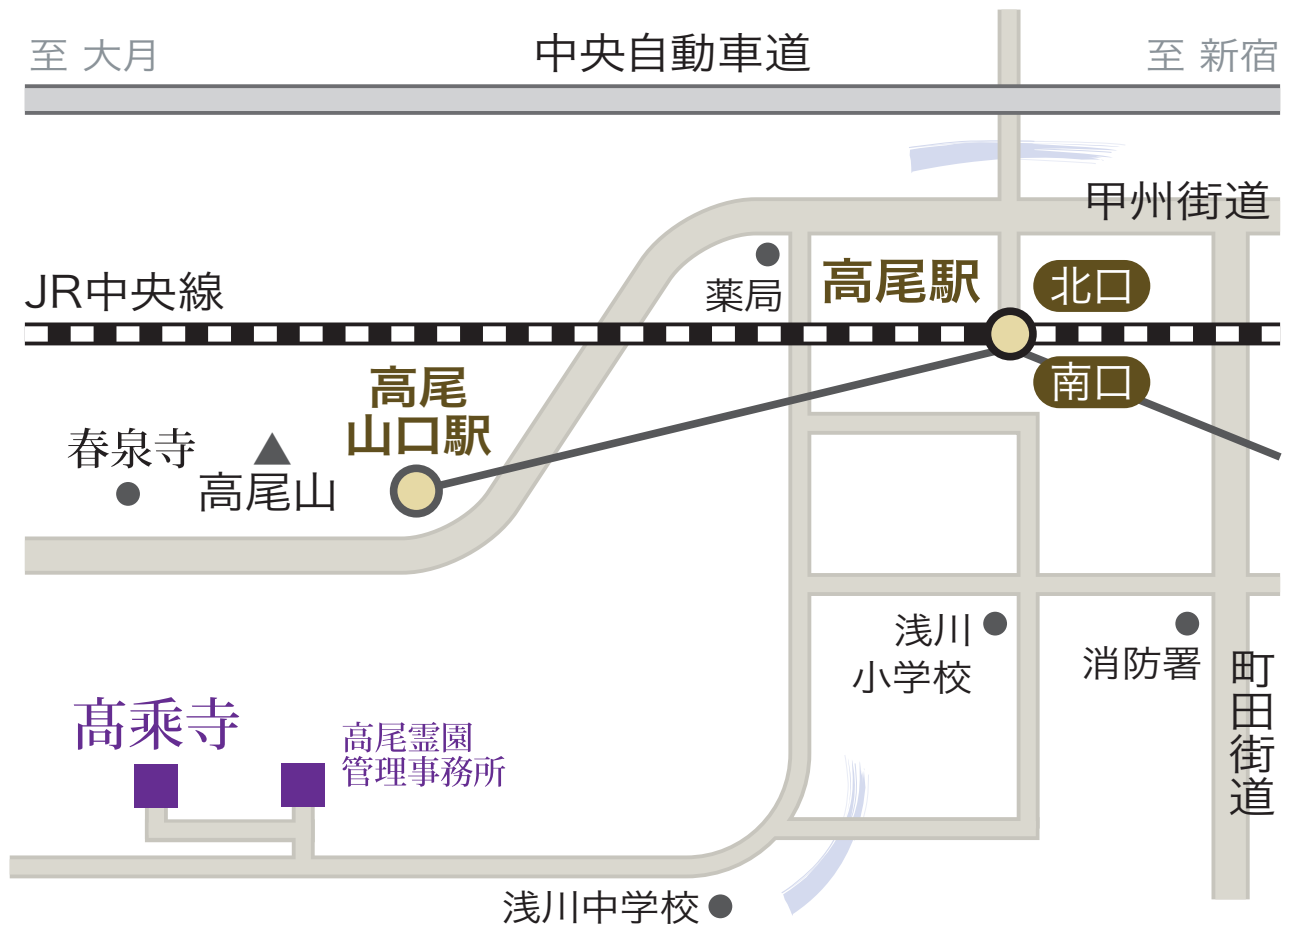 至 大月
中央自動車道
至 新宿
甲州街道
JR中央線
薬局
高尾駅
北口
南口
高尾
山口駅
春泉寺
高尾山
浅川
小学校
消防署
町田街道
髙乘寺
高尾霊園
管理事務所
浅川中学校